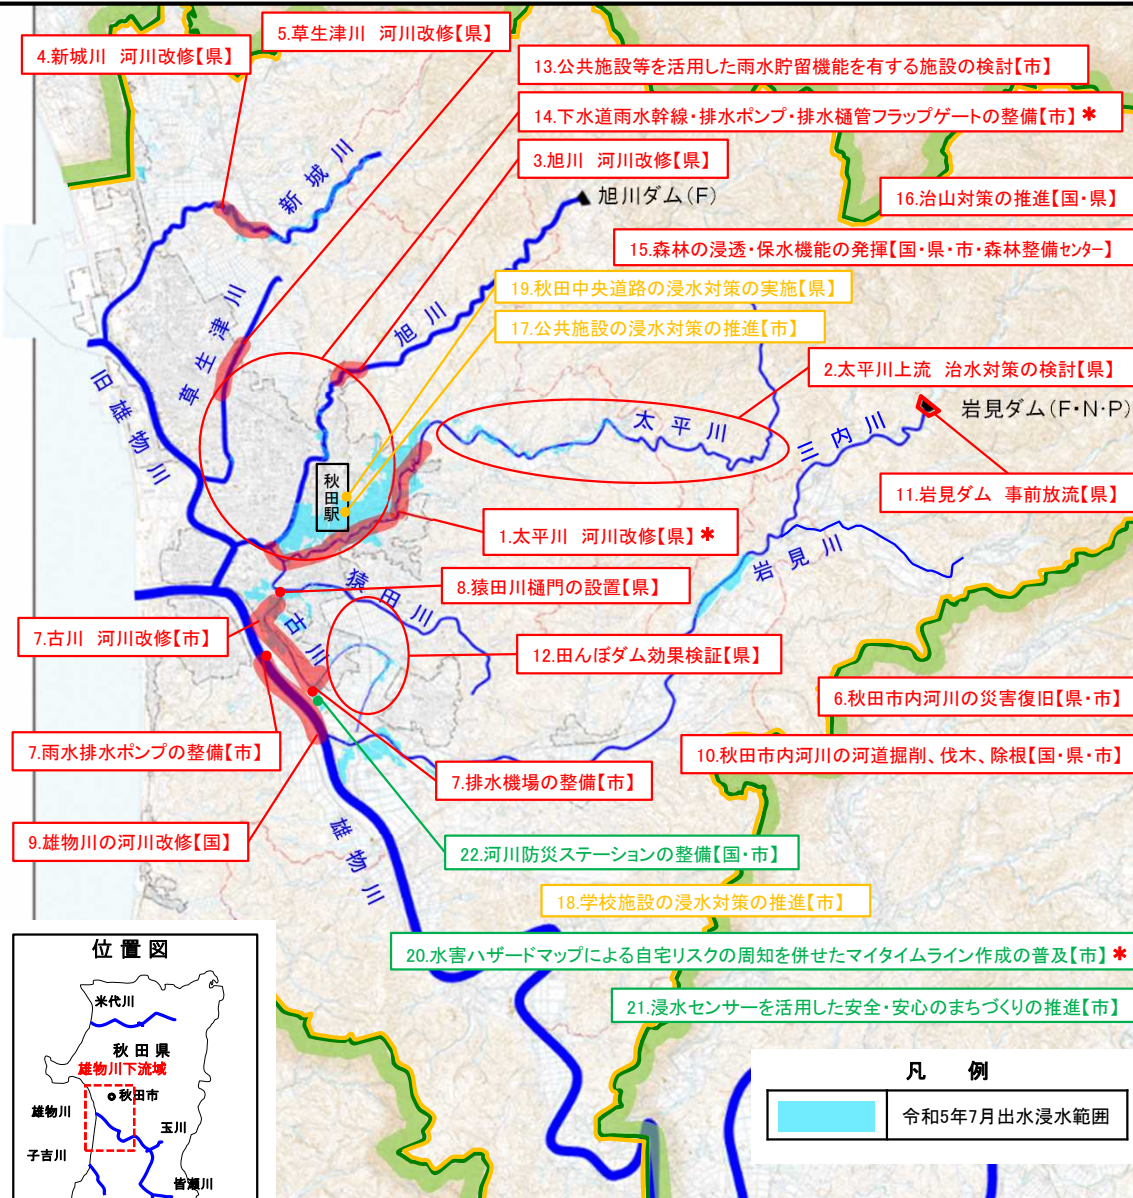 5.草生津川 河川改修【県】
4.新城川 河川改修【県】
13.公共施設等を活用した雨水貯留機能を有する施設の検討【市】
14.下水道雨水幹線・排水ポンプ・排水樋管フラップゲートの整備【市】*
3.旭川 河川改修【県】
新城川
旭川ダム(F)
16.治山対策の推進【国・県】
15.森林の浸透・保水機能の発揮【国・県・市・森林整備センター】
19.秋田中央道路の浸水対策の実施【県】
草生津川
旭川
17.公共施設の浸水対策の推進【市】
2.太平川上流 治水対策の検討【県】
旧雄物川
太平川
三内川
岩見ダム(F・N・P)
秋田駅
11.岩見ダム 事前放流【県】
1.太平川 河川改修【県】*
岩見川
猿田川
8.猿田川樋門の設置【県】
7.古川 河川改修【市】
古川
12.田んぼダム効果検証【県】
6.秋田市内河川の災害復旧【県・市】
7.雨水排水ポンプの整備【市】
10.秋田市内河川の河道掘削、伐木、除根【国・県・市】
7.排水機場の整備【市】
9.雄物川の河川改修【国】
雄物川
22.河川防災ステーションの整備【国・市】
18.学校施設の浸水対策の推進【市】
20.水害ハザードマップによる自宅リスクの周知を併せたマイタイムライン作成の普及【市】*
21.浸水センサーを活用した安全・安心のまちづくりの推進【市】
位置図
米代川
秋田県
雄物川下流域
秋田市
雄物川
玉川
子吉川
皆瀬川
凡例
令和5年7月出水浸水範囲